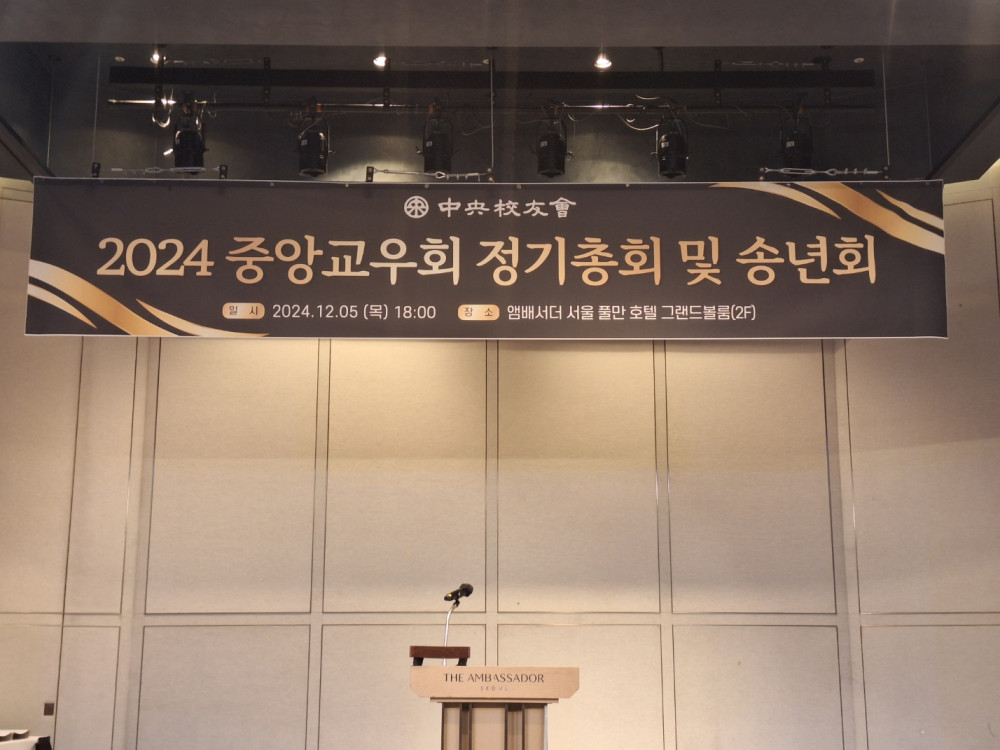 中央校友會
2024 중앙교우회 정기총회 및 송년회
일 시 2024.12.05 (목) 18:00 장 소 앰배서더 서울 풀만 호텔 그랜드볼룸(2F)
THE AMBASSADOR
SEOUL